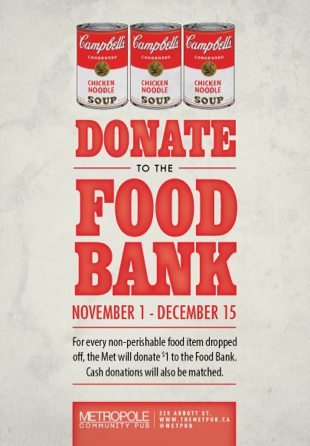 Campbell's Campbell's Campbell's
CONDENSED CONDENSED CONDENSED
CHICKEN CHICKEN CHICKEN
NOODLE NOODLE NOODLE
SOUP SOUP SOUP
DONATE
TO THE
FOOD
BANK
NOVEMBER 1 - DECEMBER 15
For every non-perishable food item dropped
off, the Met will donate $1 to the Food Bank.
Cash donations will also be matched.
METROPOLE
COMMUNITY PUB
320 ABBOTT ST.
WWW.THEMETPUB.CA
@METPUB